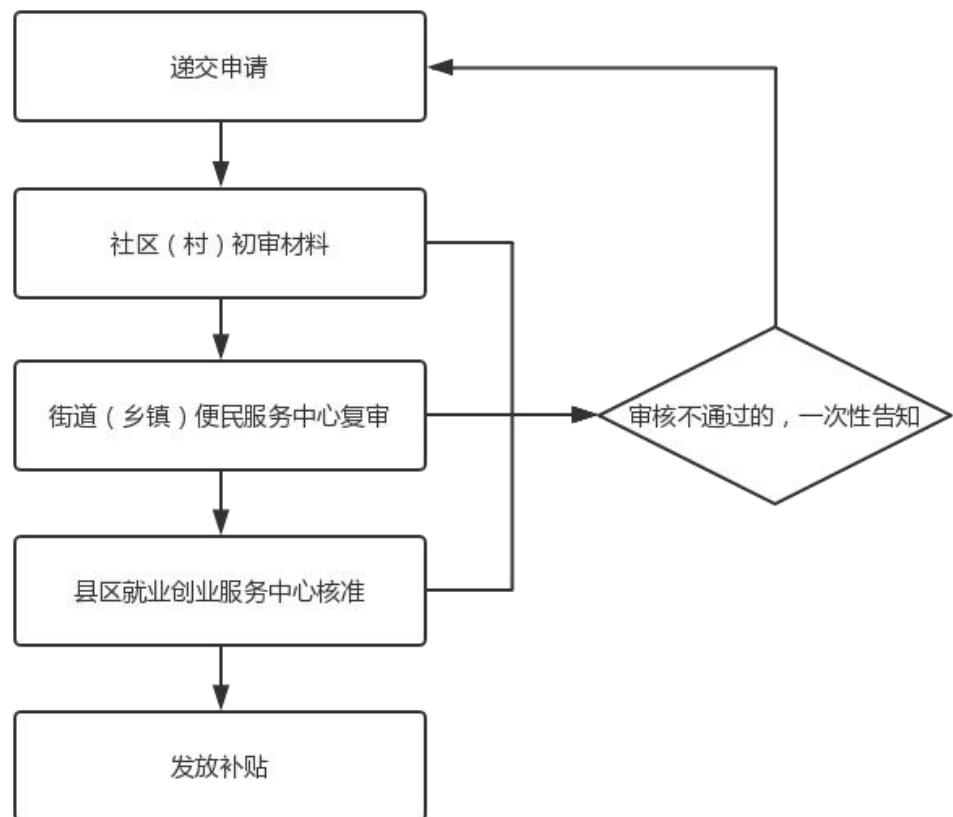 递交申请
社区（村）初审材料
街道（乡镇）便民服务中心复审
审核不通过的，一次性告知
县区就业创业服务中心核准
发放补贴